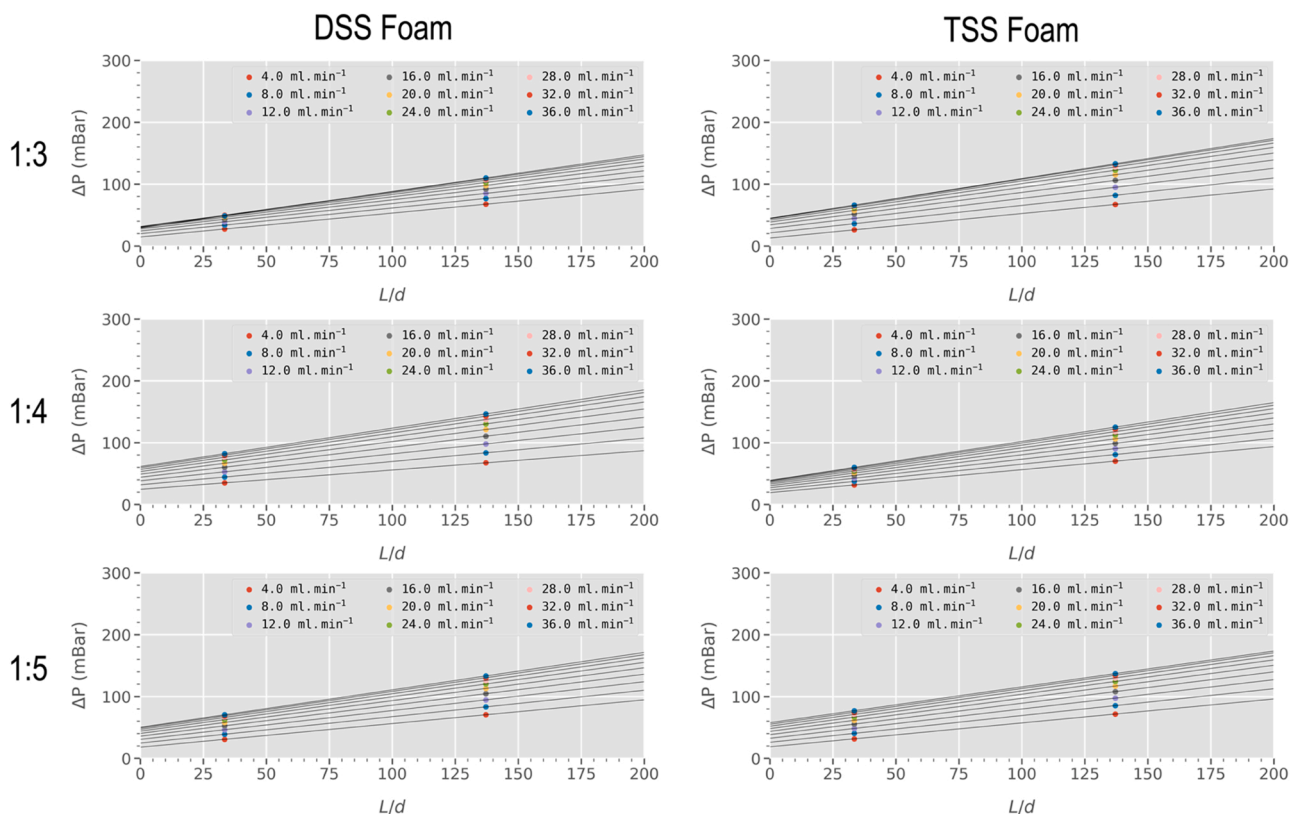 DSS Foam TSS Foam
1:3
300
200
100
0
ΔP (mBar)
4.0 ml.min⁻¹ 16.0 ml.min⁻¹ 28.0 ml.min⁻¹
8.0 ml.min⁻¹ 20.0 ml.min⁻¹ 32.0 ml.min⁻¹
12.0 ml.min⁻¹ 24.0 ml.min⁻¹ 36.0 ml.min⁻¹
0 25 50 75 100 125 150 175 200
L/d
300
200
100
0
ΔP (mBar)
4.0 ml.min⁻¹ 16.0 ml.min⁻¹ 28.0 ml.min⁻¹
8.0 ml.min⁻¹ 20.0 ml.min⁻¹ 32.0 ml.min⁻¹
12.0 ml.min⁻¹ 24.0 ml.min⁻¹ 36.0 ml.min⁻¹
0 25 50 75 100 125 150 175 200
L/d
1:4
300
200
100
0
ΔP (mBar)
4.0 ml.min⁻¹ 16.0 ml.min⁻¹ 28.0 ml.min⁻¹
8.0 ml.min⁻¹ 20.0 ml.min⁻¹ 32.0 ml.min⁻¹
12.0 ml.min⁻¹ 24.0 ml.min⁻¹ 36.0 ml.min⁻¹
0 25 50 75 100 125 150 175 200
L/d
300
200
100
0
ΔP (mBar)
4.0 ml.min⁻¹ 16.0 ml.min⁻¹ 28.0 ml.min⁻¹
8.0 ml.min⁻¹ 20.0 ml.min⁻¹ 32.0 ml.min⁻¹
12.0 ml.min⁻¹ 24.0 ml.min⁻¹ 36.0 ml.min⁻¹
0 25 50 75 100 125 150 175 200
L/d
1:5
300
200
100
0
ΔP (mBar)
4.0 ml.min⁻¹ 16.0 ml.min⁻¹ 28.0 ml.min⁻¹
8.0 ml.min⁻¹ 20.0 ml.min⁻¹ 32.0 ml.min⁻¹
12.0 ml.min⁻¹ 24.0 ml.min⁻¹ 36.0 ml.min⁻¹
0 25 50 75 100 125 150 175 200
L/d
300
200
100
0
ΔP (mBar)
4.0 ml.min⁻¹ 16.0 ml.min⁻¹ 28.0 ml.min⁻¹
8.0 ml.min⁻¹ 20.0 ml.min⁻¹ 32.0 ml.min⁻¹
12.0 ml.min⁻¹ 24.0 ml.min⁻¹ 36.0 ml.min⁻¹
0 25 50 75 100 125 150 175 200
L/d